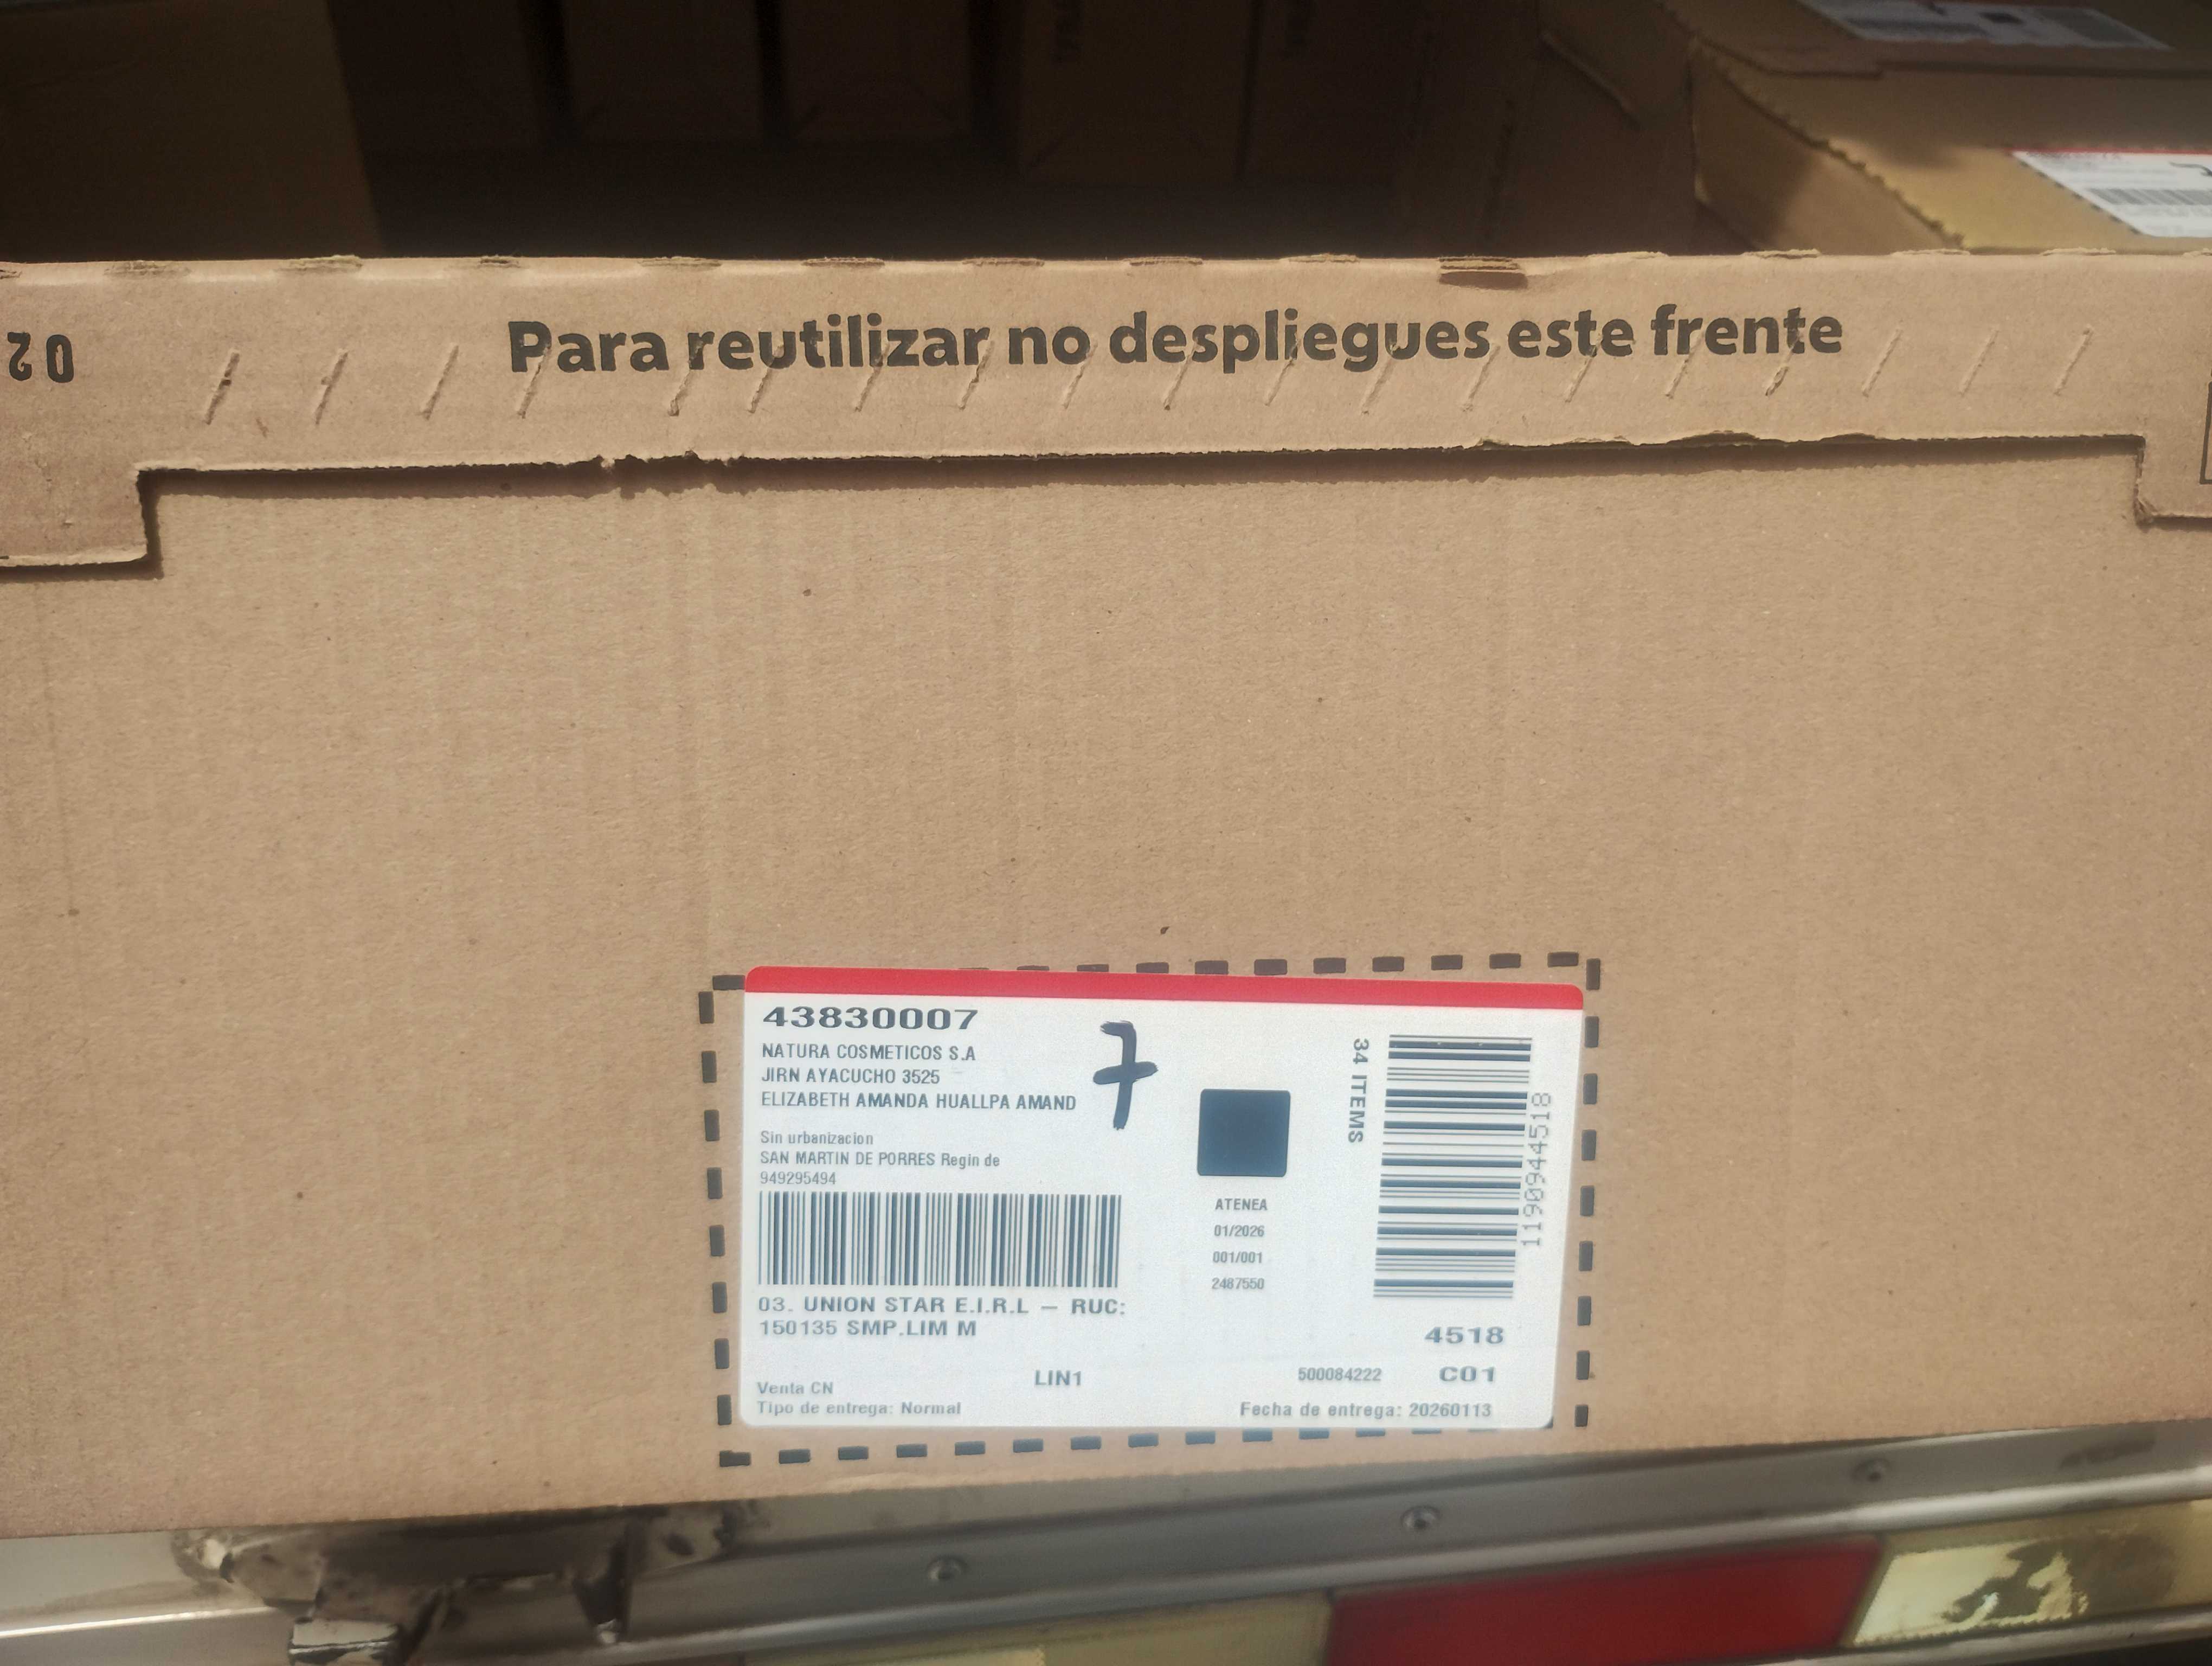 02
Para reutilizar no despliegues este frente
43830007
7
NATURA COSMETICOS S.A
JIRN AYACUCHO 3525
ELIZABETH AMANDA HUALLPA AMAND
Sin urbanizacion
SAN MARTIN DE PORRES Regin de
949295494
03. UNION STAR E.I.R.L – RUC:
150135 SMP.LIM M
LIN1
Venta CN
Tipo de entrega: Normal
ATENEA
01/2026
001/001
2487550
34 ITEMS
1190944518
4518
500084222 C01
Fecha de entrega: 20260113